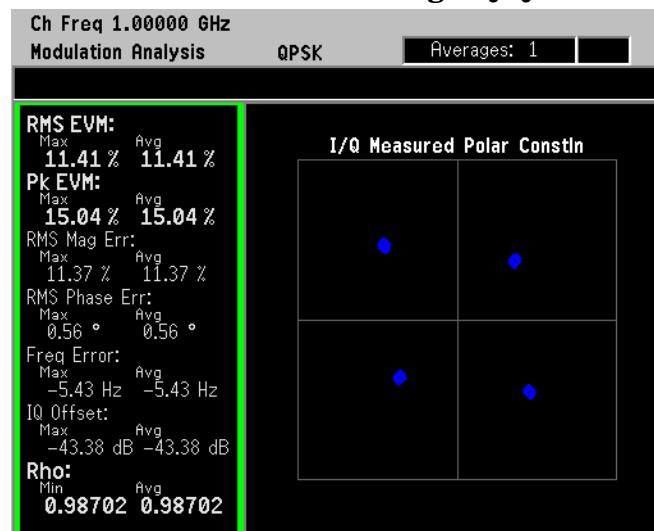 Ch Freq 1.00000 GHz
Modulation Analysis QPSK Averages: 1
RMS EVM:
Max Avg
11.41 % 11.41 %
Pk EVM:
Max Avg
15.04 % 15.04 %
RMS Mag Err:
Max Avg
11.37 % 11.37 %
RMS Phase Err:
Max Avg
0.56 ° 0.56 °
Freq Error:
Max Avg
-5.43 Hz -5.43 Hz
IQ Offset:
Max Avg
-43.38 dB -43.38 dB
Rho:
Min Avg
0.98702 0.98702
I/Q Measured Polar Constln